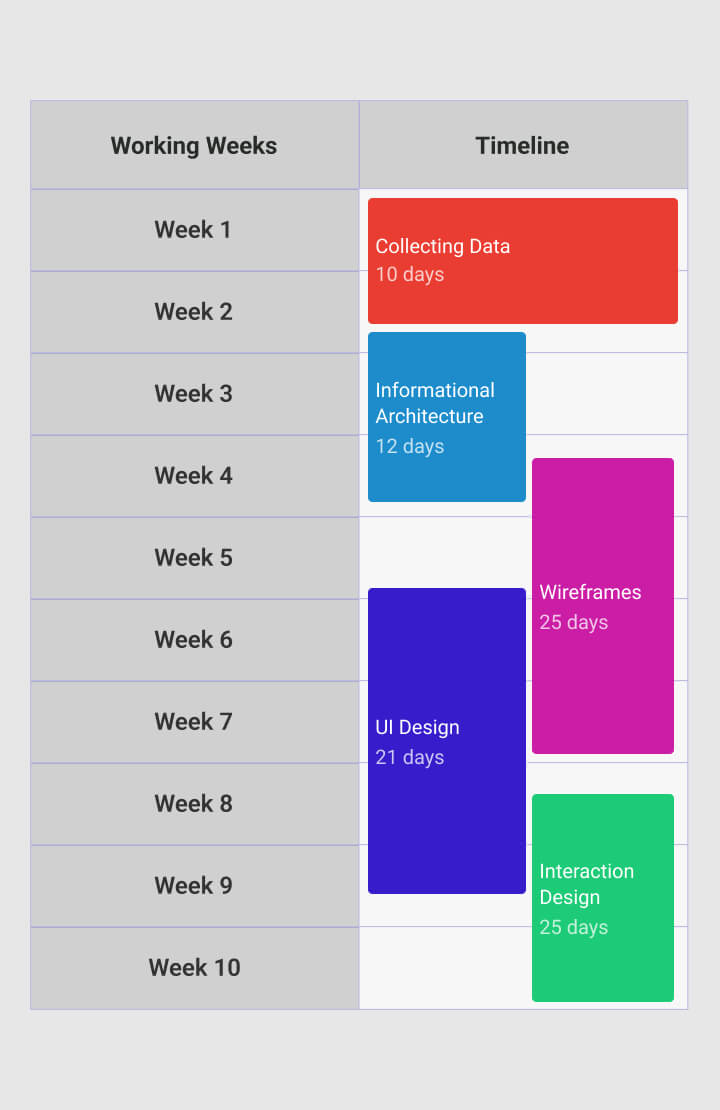 Working Weeks
Timeline
Week 1
Collecting Data
10 days
Week 2
Week 3
Informational
Architecture
12 days
Week 4
Week 5
Wireframes
25 days
Week 6
Week 7
UI Design
21 days
Week 8
Week 9
Interaction
Design
25 days
Week 10